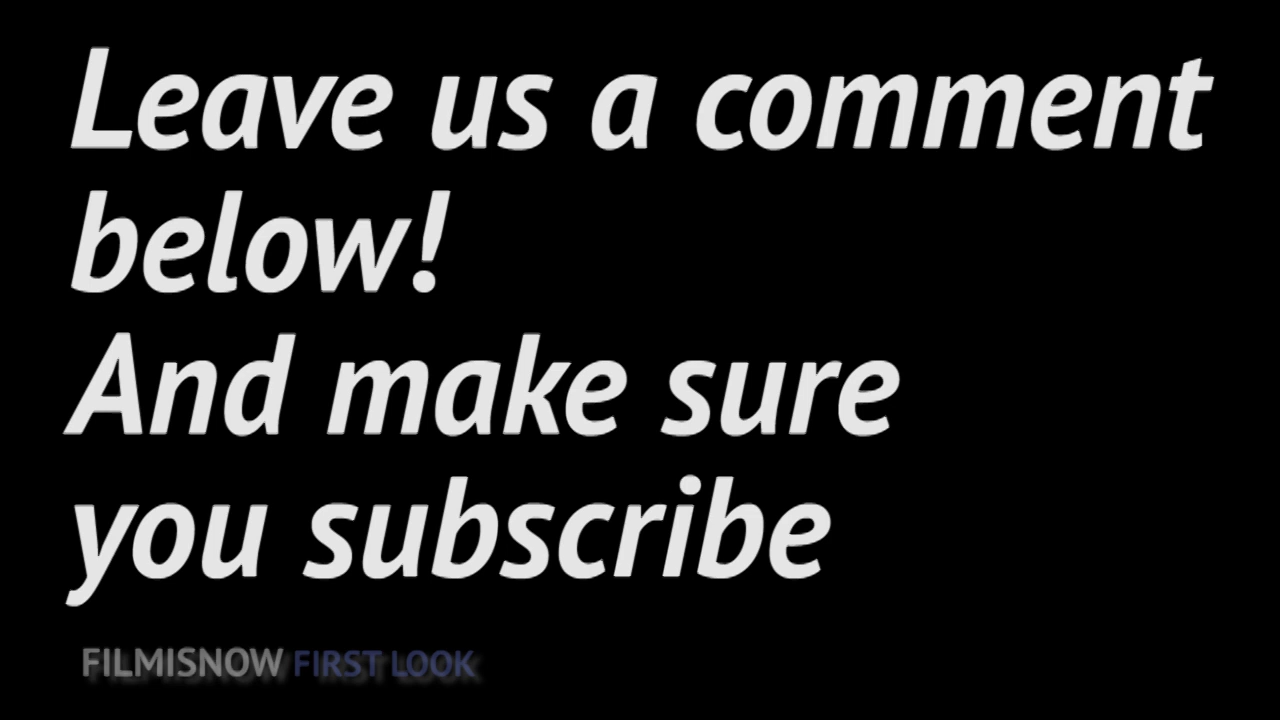 Leave us a comment
below!
And make sure
you subscribe
FILMISNOW FIRST LOOK